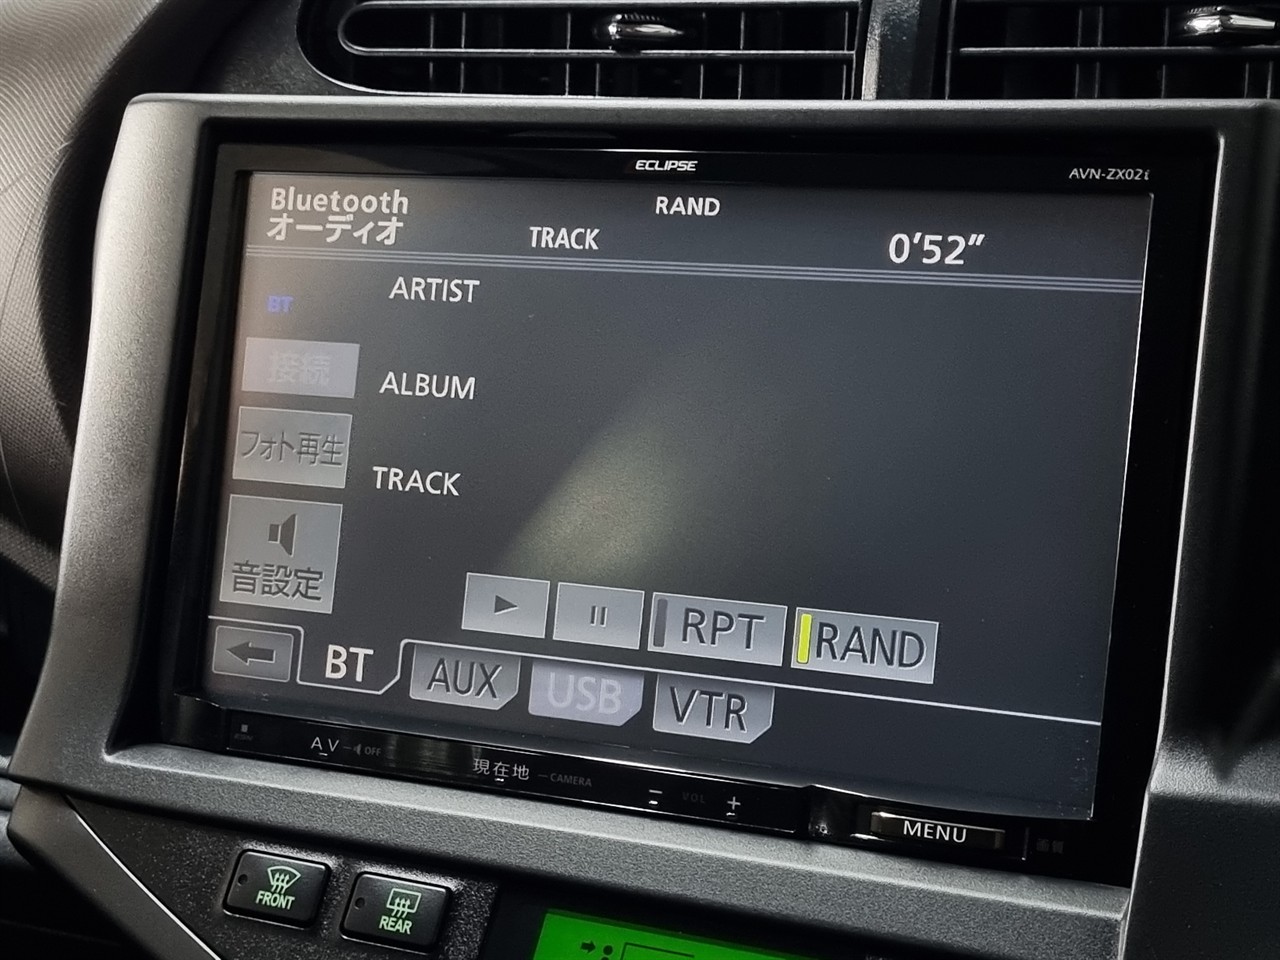 ECLIPSE
AVN-ZX02i
Bluetooth
オーディオ
RAND
TRACK
0'52"
BT
ARTIST
接続
ALBUM
フォト再生
TRACK
音設定
RPT
RAND
BT
AUX
USB
VTR
AV
OFF
現在地
CAMERA
− VOL +
MENU
画質
FRONT
REAR